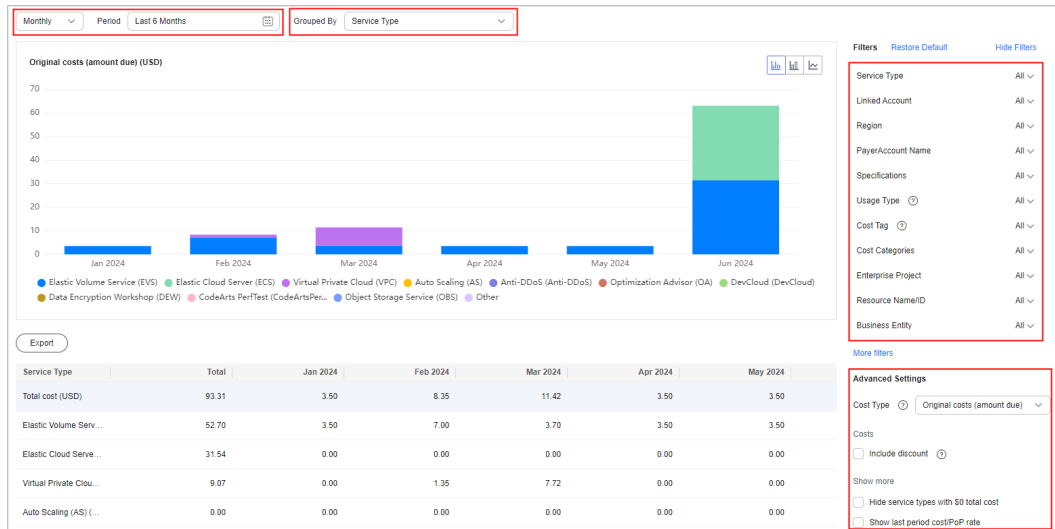 Monthly Period Last 6 Months Grouped By Service Type
Original costs (amount due) (USD)
70
60
50
40
30
20
10
0
Jan 2024 Feb 2024 Mar 2024 Apr 2024 May 2024 Jun 2024
Elastic Volume Service (EVS) Elastic Cloud Server (ECS) Virtual Private Cloud (VPC) Auto Scaling (AS) Anti-DDoS (Anti-DDoS) Optimization Advisor (OA) DevCloud (DevCloud)
Data Encryption Workshop (DEW) CodeArts PerfTest (CodeArtsPer... Object Storage Service (OBS) Other
Export
Service Type Total Jan 2024 Feb 2024 Mar 2024 Apr 2024 May 2024
Total cost (USD) 93.31 3.50 8.35 11.42 3.50 3.50
Elastic Volume Serv... 52.70 3.50 7.00 3.70 3.50 3.50
Elastic Cloud Serve... 31.54 0.00 0.00 0.00 0.00 0.00
Virtual Private Clou... 9.07 0.00 1.35 7.72 0.00 0.00
Auto Scaling (AS) (... 0.00 0.00 0.00 0.00 0.00 0.00
Filters Restore Default Hide Filters
Service Type All
Linked Account All
Region All
PayerAccount Name All
Specifications All
Usage Type ? All
Cost Tag ? All
Cost Categories All
Enterprise Project All
Resource Name/ID All
Business Entity All
More filters
Advanced Settings
Cost Type ? Original costs (amount due)
Costs
Include discount ?
Show more
Hide service types with $0 total cost
Show last period cost/PoP rate